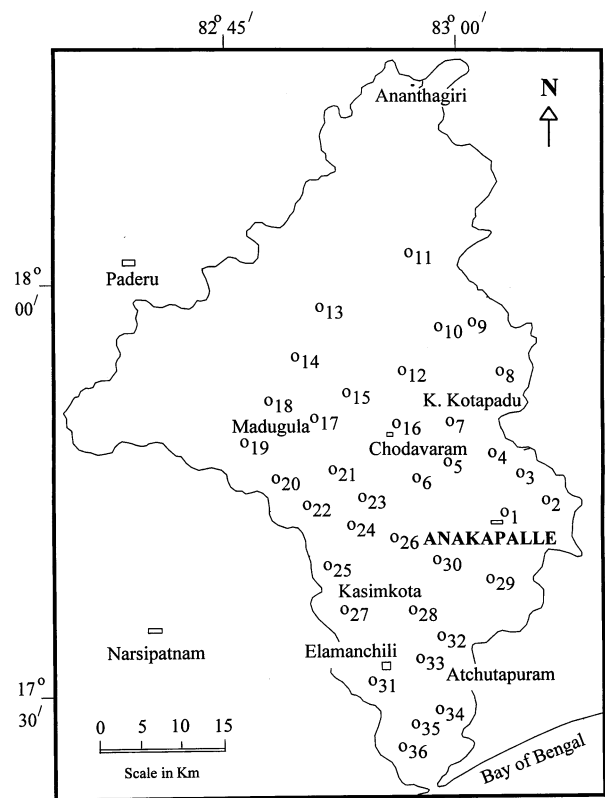 82° 45′ 83° 00′
Ananthagiri
N
Paderu
18°
00′
11
13
10 9
14
12 8
15
K. Kotapadu
18
Madugula 17 16 7
Chodavaram
19
4
5
3
21
20 6
2
23
22
1
24
26 ANAKAPALLE
30
25
29
Kasimkota
27 28
32
Narsipatnam
Elamanchili
33
Atchutapuram
31
17°
30′
34
35
36
0 5 10 15
Scale in Km
Bay of Bengal